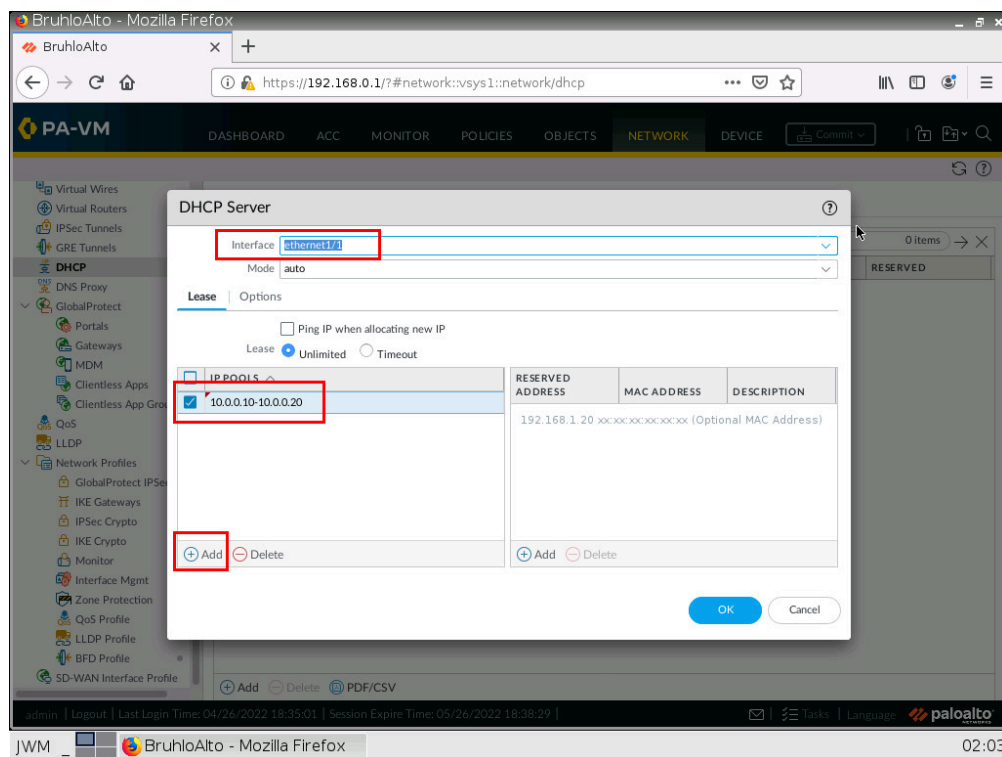 BruhloAlto - Mozilla Firefox
BruhloAlto
https://192.168.0.1/?#network::vsys1::network/dhcp
PA-VM
DASHBOARD ACC MONITOR POLICIES OBJECTS NETWORK DEVICE Commit
Virtual Wires
Virtual Routers
IPSec Tunnels
GRE Tunnels
DHCP
DNS Proxy
GlobalProtect
Portals
Gateways
MDM
Clientless Apps
Clientless App Grou
QoS
LLDP
Network Profiles
GlobalProtect IPSe
IKE Gateways
IPSec Crypto
IKE Crypto
Monitor
Interface Mgmt
Zone Protection
QoS Profile
LLDP Profile
BFD Profile
SD-WAN Interface Profile
0 items
RESERVED
DHCP Server
Interface ethernet1/1
Mode auto
Lease Options
Ping IP when allocating new IP
Lease Unlimited Timeout
IP POOLS
10.0.0.10-10.0.0.20
Add Delete
RESERVED ADDRESS MAC ADDRESS DESCRIPTION
192.168.1.20 xx:xx:xx:xx:xx:xx (Optional MAC Address)
Add Delete
OK Cancel
Add Delete PDF/CSV
admin | Logout | Last Login Time: 04/26/2022 18:35:01 | Session Expire Time: 05/26/2022 18:38:29 |
Tasks | Language paloalto NETWORKS
JWM BruhloAlto - Mozilla Firefox 02:03